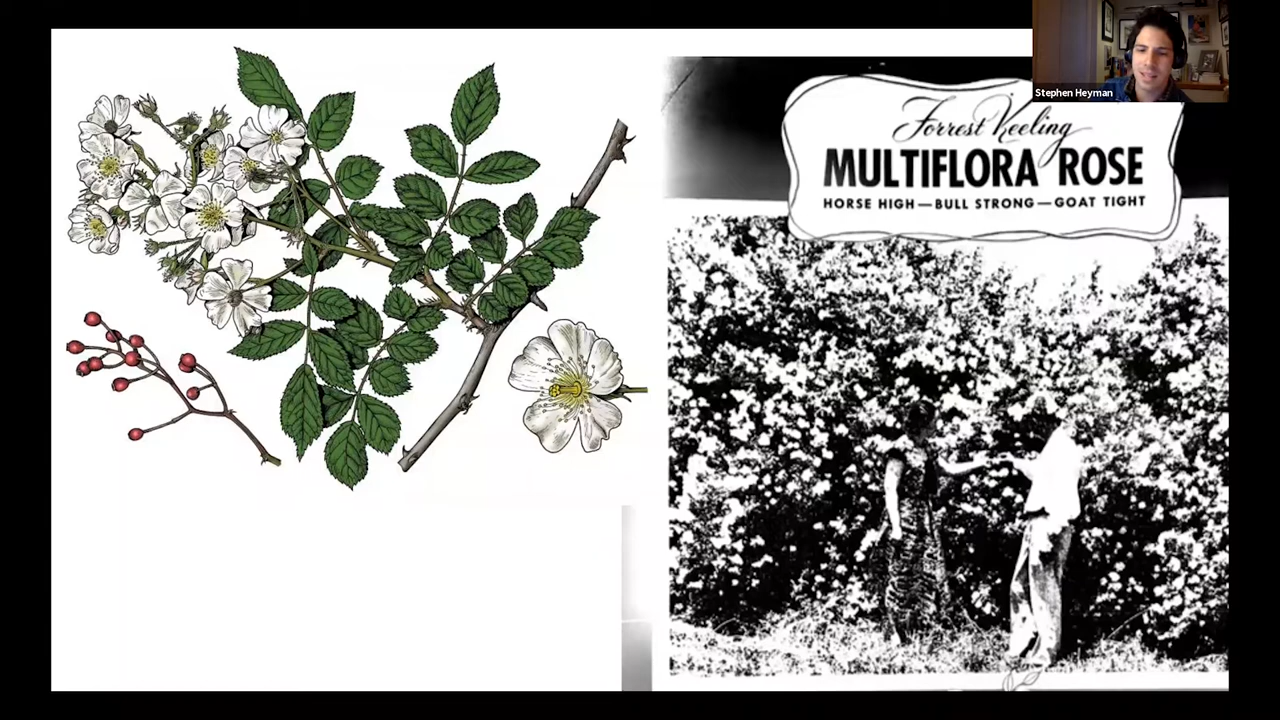 Stephen Heyman
Forrest Keeling
MULTIFLORA ROSE
HORSE HIGH—BULL STRONG—GOAT TIGHT